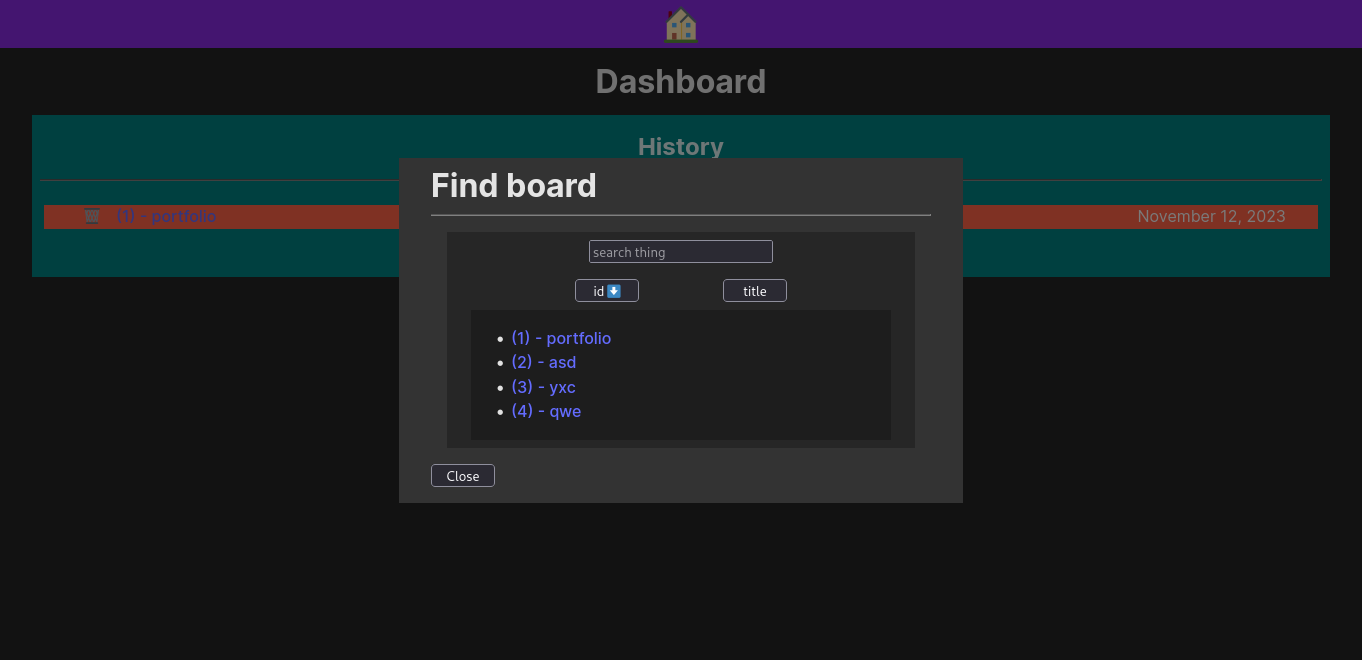 Dashboard
History
(1) - portfolio November 12, 2023
Find board
search thing
id⬇️ title
(1) - portfolio
(2) - asd
(3) - yxc
(4) - qwe
Close